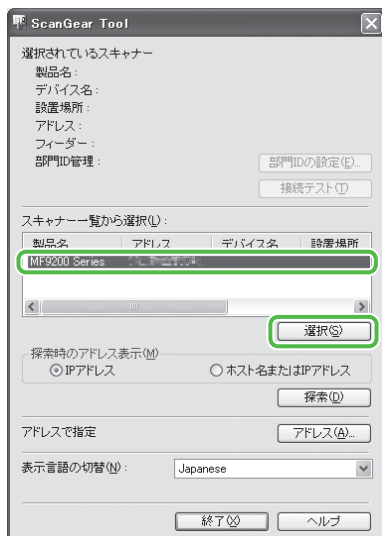 ScanGear Tool
選択されているスキャナー
製品名:
デバイス名:
設置場所:
アドレス:
フィーダー:
部門ID管理:
部門IDの設定(E)...
接続テスト(T)
スキャナー一覧から選択(L):
製品名 アドレス デバイス名 設置場所
MF9200 Series
選択(S)
探索時のアドレス表示(M)
IPアドレス ホスト名またはIPアドレス
探索(D)
アドレスで指定 アドレス(A)...
表示言語の切替(N): Japanese
終了(X) ヘルプ